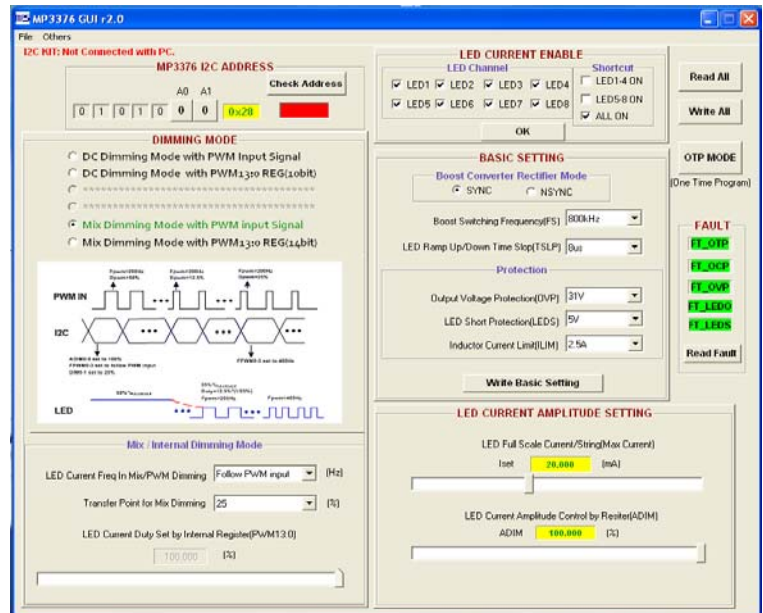 MP3376 GUI r2.0
File Others
I2C KIT: Not Connected with PC.
MP3376 I2C ADDRESS
A0 A1
Check Address
0 1 0 1 0 0 0 0x28
DIMMING MODE
DC Dimming Mode with PWM Input Signal
DC Dimming Mode with PWM13:0 REG(10bit)
Mix Dimming Mode with PWM input Signal
Mix Dimming Mode with PWM13:0 REG(14bit)
PWM IN
I2C
LED
Mix / Internal Dimming Mode
LED Current Freq In Mix/PWM Dimming Follow PWM input (Hz)
Transfer Point for Mix Dimming 25 (%)
LED Current Duty Set by Internal Register(PWM13:0)
100.000 (%)
LED CURRENT ENABLE
LED Channel
LED1 LED2 LED3 LED4
LED5 LED6 LED7 LED8
Shortcut
LED1-4 ON
LED5-8 ON
ALL ON
OK
BASIC SETTING
Boost Converter Rectifier Mode
SYNC NSYNC
Boost Switching Frequency(FS) 800kHz
LED Ramp Up/Down Time Slop(TSLP) 8us
Protection
Output Voltage Protection(OVP) 31V
LED Short Protection(LEDS) 5V
Inductor Current Limit(ILIM) 2.5A
Write Basic Setting
LED CURRENT AMPLITUDE SETTING
LED Full Scale Current/String(Max Current)
Iset 20.000 (mA)
LED Current Amplitude Control by Resiter(ADIM)
ADIM 100.000 (%)
Read All
Write All
OTP MODE
(One Time Program)
FAULT
FT_OTP
FT_OCP
FT_OVP
FT_LEDO
FT_LEDS
Read Fault